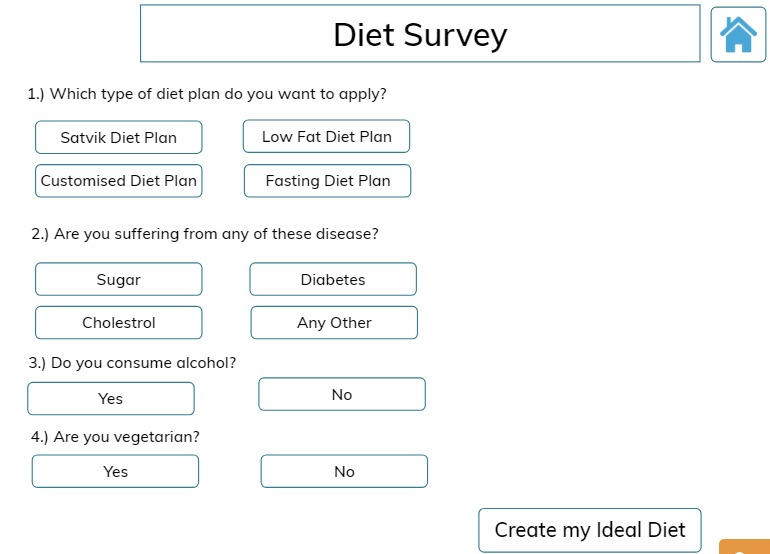 Diet Survey
1.) Which type of diet plan do you want to apply?
Satvik Diet Plan
Low Fat Diet Plan
Customised Diet Plan
Fasting Diet Plan
2.) Are you suffering from any of these disease?
Sugar
Diabetes
Cholestrol
Any Other
3.) Do you consume alcohol?
Yes
No
4.) Are you vegetarian?
Yes
No
Create my Ideal Diet